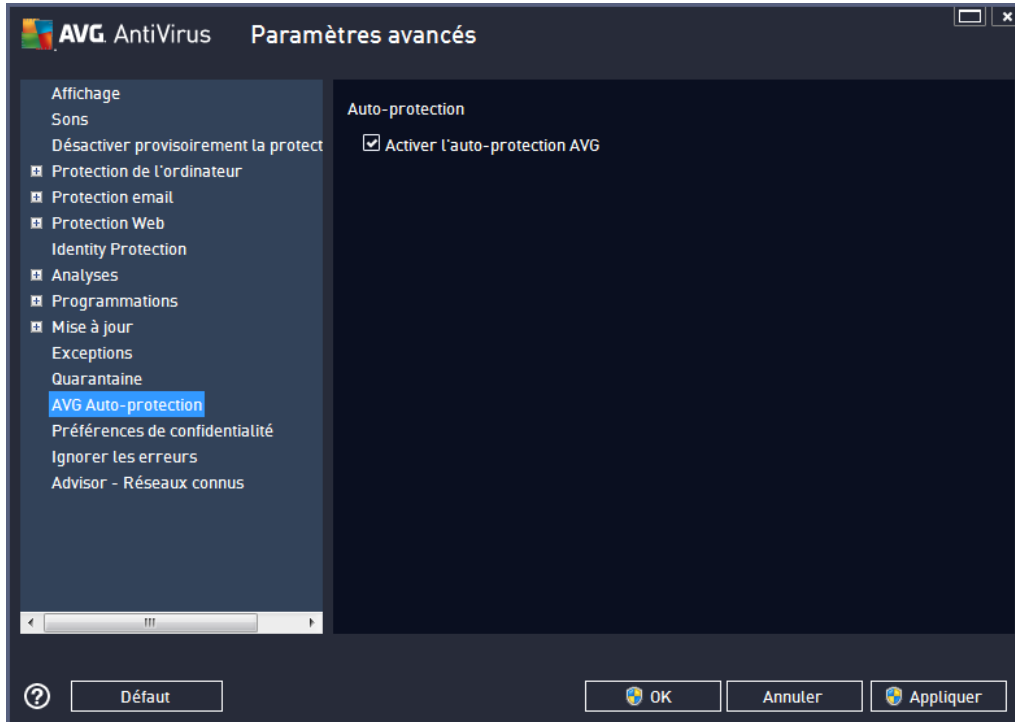 AVG AntiVirus Paramètres avancés
Affichage
Sons
Désactiver provisoirement la protect
Protection de l'ordinateur
Protection email
Protection Web
Identity Protection
Analyses
Programmations
Mise à jour
Exceptions
Quarantaine
AVG Auto-protection
Préférences de confidentialité
Ignorer les erreurs
Advisor - Réseaux connus
Auto-protection
Activer l'auto-protection AVG
? Défaut OK Annuler Appliquer